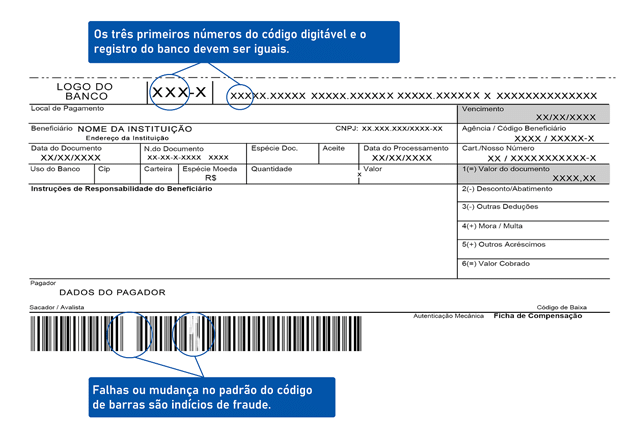 Os três primeiros números do código digitável e o
registro do banco devem ser iguais.
LOGO DO
BANCO
XXX-X
XXXXX.XXXXX XXXXX.XXXXXX XXXXX.XXXXXX X XXXXXXXXXXXXXX
Local de Pagamento
Vencimento
XX/XX/XXXX
Beneficiário NOME DA INSTITUIÇÃO
CNPJ: XX.XXX.XXX/XXXX-XX
Agência / Código Beneficiário
Endereço da Instituição
XXXX / XXXXX-X
Data do Documento
N.do Documento
Espécie Doc.
Aceite
Data do Processamento
Cart./Nosso Número
XX/XX/XXXX
XX-XX-X-XXXX XXXX
XX/XX/XXXX
XX / XXXXXXXXXXX-X
Uso do Banco
Cip
Carteira
Espécie Moeda
Quantidade
Valor
1(=) Valor do documento
R$
x
XXXX,XX
Instruções de Responsabilidade do Beneficiário
2(-) Desconto/Abatimento
3(-) Outras Deduções
4(+) Mora / Multa
5(+) Outros Acréscimos
6(=) Valor Cobrado
Pagador
DADOS DO PAGADOR
Sacador / Avalista
Código de Baixa
Autenticação Mecânica Ficha de Compensação
Falhas ou mudança no padrão do código
de barras são indícios de fraude.